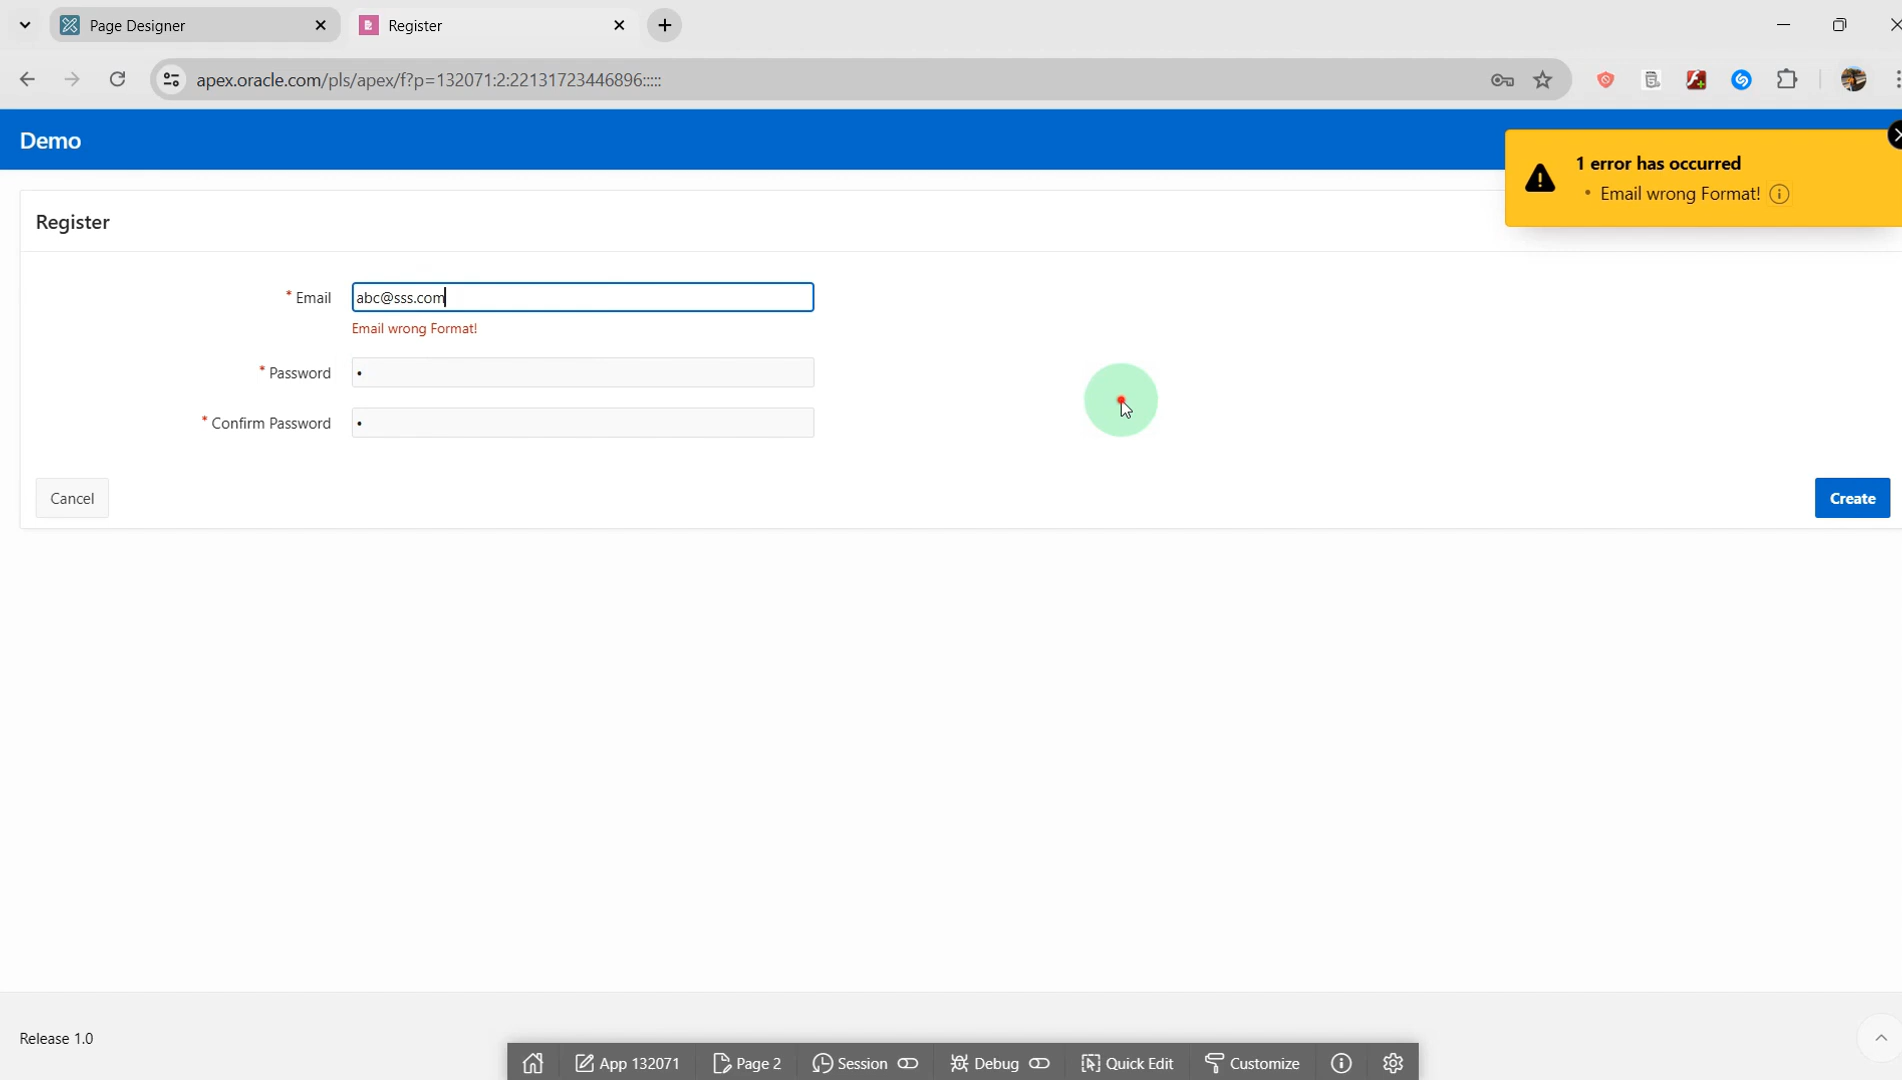 Page Designer
Register
apex.oracle.com/pls/apex/f?p=132071:2:22131723446896:::::
Demo
1 error has occurred
• Email wrong Format!
Register
* Email
abc@sss.com
Email wrong Format!
* Password
•
* Confirm Password
•
Cancel
Create
Release 1.0
App 132071
Page 2
Session
Debug
Quick Edit
Customize